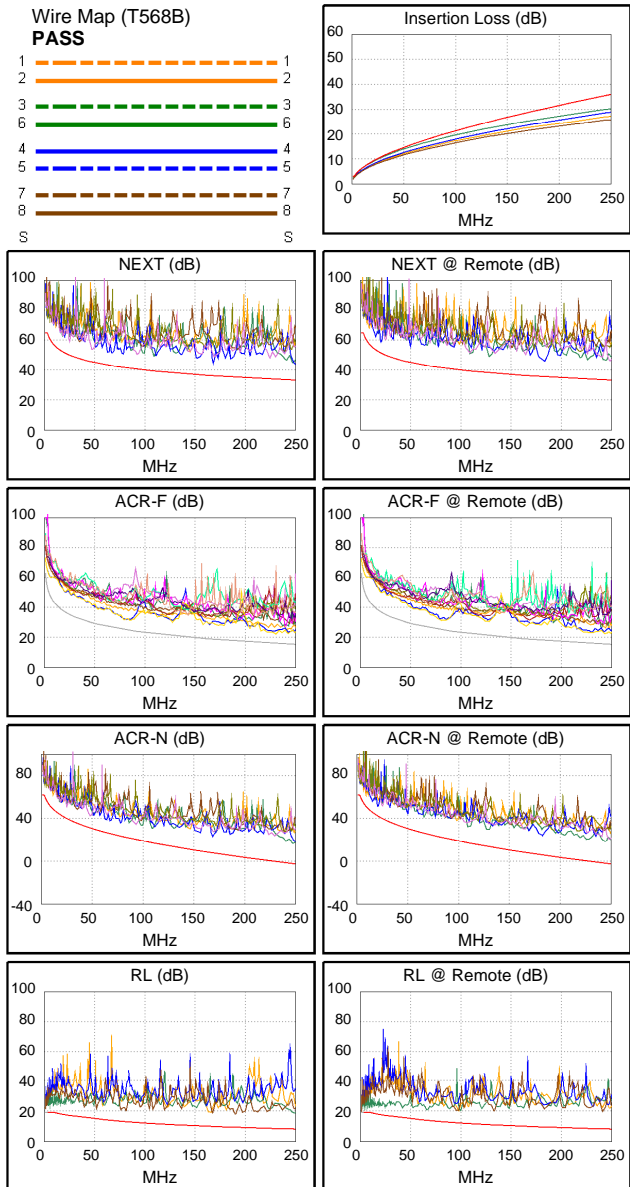 Wire Map (T568B)
PASS
1 1
2 2
3 3
6 6
4 4
5 5
7 7
8 8
S S
Insertion Loss (dB)
60
50
40
30
20
10
0
0 50 100 150 200 250
MHz
NEXT (dB)
100
80
60
40
20
0
0 50 100 150 200 250
MHz
NEXT @ Remote (dB)
100
80
60
40
20
0
0 50 100 150 200 250
MHz
ACR-F (dB)
100
80
60
40
20
0
0 50 100 150 200 250
MHz
ACR-F @ Remote (dB)
100
80
60
40
20
0
0 50 100 150 200 250
MHz
ACR-N (dB)
80
40
0
-40
0 50 100 150 200 250
MHz
ACR-N @ Remote (dB)
80
40
0
-40
0 50 100 150 200 250
MHz
RL (dB)
100
80
60
40
20
0
0 50 100 150 200 250
MHz
RL @ Remote (dB)
100
80
60
40
20
0
0 50 100 150 200 250
MHz